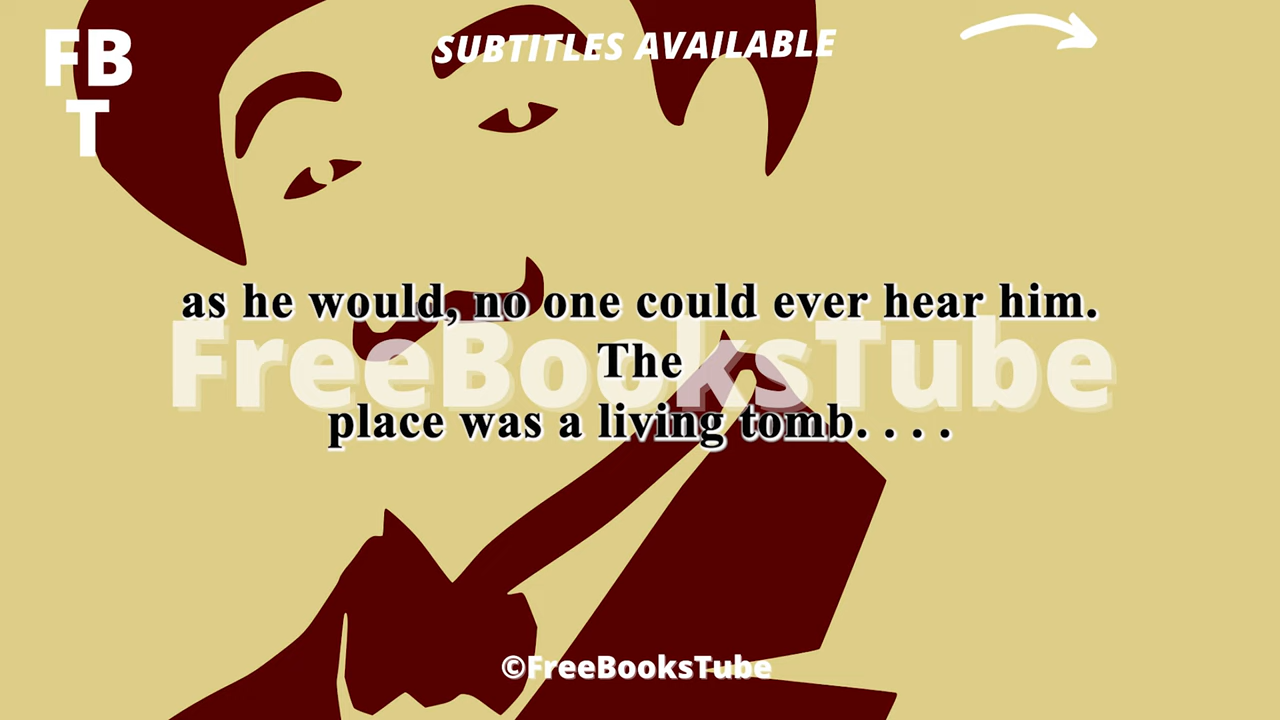 FB
T
SUBTITLES AVAILABLE
as he would, no one could ever hear him.
The
place was a living tomb. . . .
FreeBooksTube
©FreeBooksTube